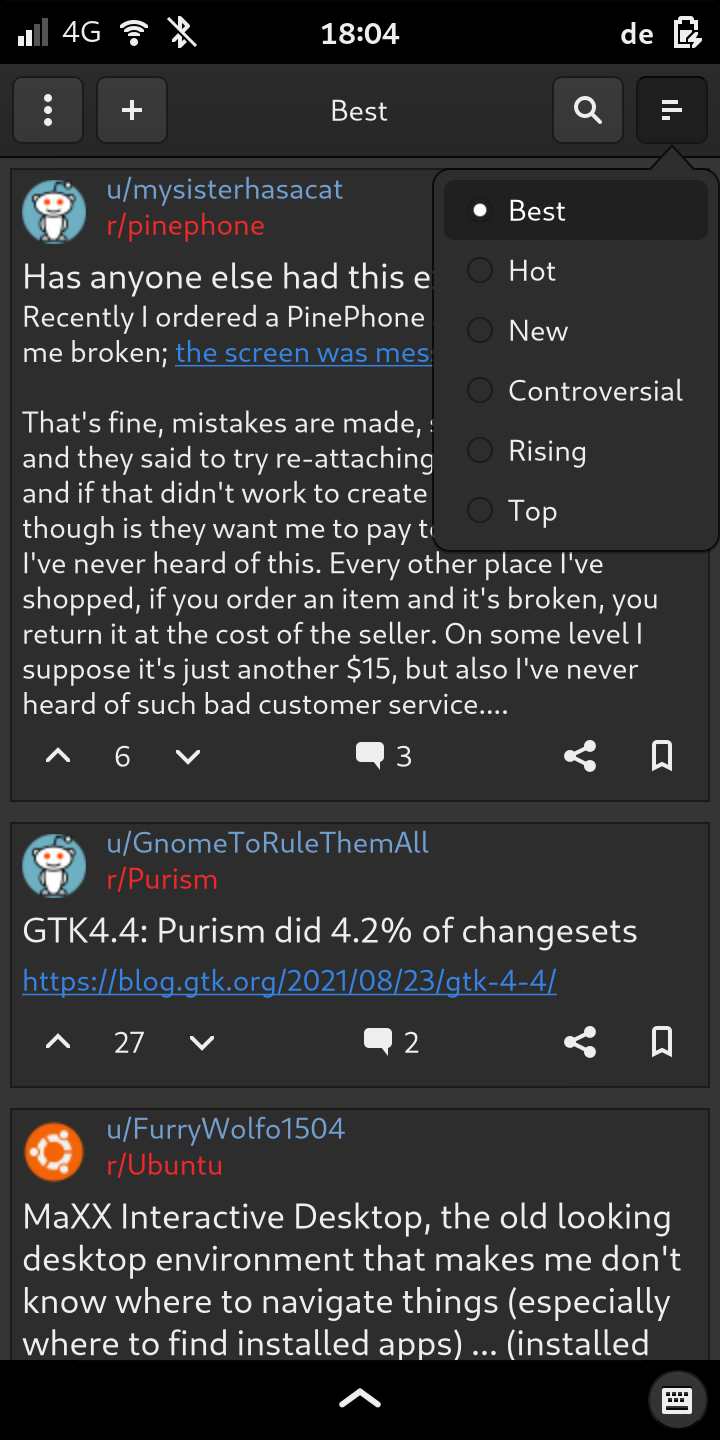 4G
18:04
de
Best
Best
Hot
New
Controversial
Rising
Top
u/mysisterhasacat
r/pinephone
Has anyone else had this e
Recently I ordered a PinePhone
me broken; the screen was mes
That's fine, mistakes are made,
and they said to try re-attaching
and if that didn't work to create
though is they want me to pay
I've never heard of this. Every other place I've
shopped, if you order an item and it's broken, you
return it at the cost of the seller. On some level I
suppose it's just another $15, but also I've never
heard of such bad customer service....
6
3
u/GnomeToRuleThemAll
r/Purism
GTK4.4: Purism did 4.2% of changesets
https://blog.gtk.org/2021/08/23/gtk-4-4/
27
2
u/FurryWolfo1504
r/Ubuntu
MaXX Interactive Desktop, the old looking
desktop environment that makes me don't
know where to navigate things (especially
where to find installed apps) ... (installed